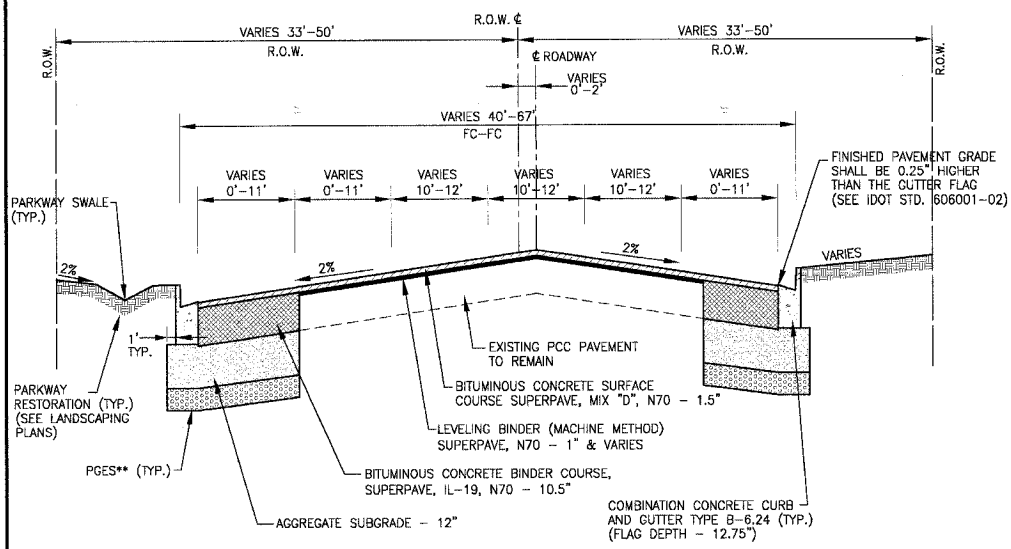 R.O.W. ℄
VARIES 33'-50'
R.O.W.
VARIES 33'-50'
R.O.W.
R.O.W.
R.O.W.
℄ ROADWAY
VARIES
0'-2'
VARIES 40'-67'
FC-FC
VARIES
0'-11'
VARIES
0'-11'
VARIES
10'-12'
VARIES
10'-12'
VARIES
10'-12'
VARIES
0'-11'
FINISHED PAVEMENT GRADE
SHALL BE 0.25" HIGHER
THAN THE GUTTER FLAG
(SEE IDOT STD. 606001-02)
PARKWAY SWALE
(TYP.)
2%
2%
2%
VARIES
1'
TYP.
EXISTING PCC PAVEMENT
TO REMAIN
PARKWAY
RESTORATION (TYP.)
(SEE LANDSCAPING
PLANS)
BITUMINOUS CONCRETE SURFACE
COURSE SUPERPAVE, MIX "D", N70 - 1.5"
LEVELING BINDER (MACHINE METHOD)
SUPERPAVE, N70 - 1" & VARIES
PGES** (TYP.)
BITUMINOUS CONCRETE BINDER COURSE,
SUPERPAVE, IL-19, N70 - 10.5"
COMBINATION CONCRETE CURB
AND GUTTER TYPE B-6.24 (TYP.)
(FLAG DEPTH - 12.75")
AGGREGATE SUBGRADE - 12"